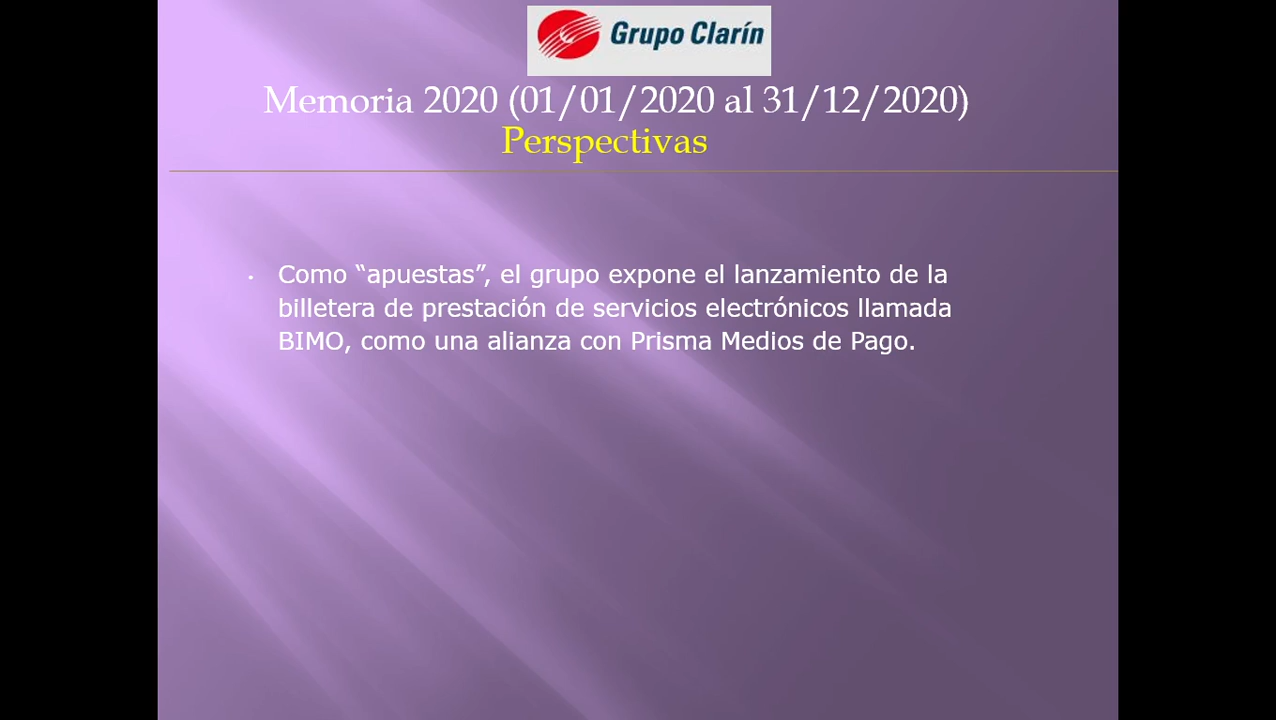 Grupo Clarín
Memoria 2020 (01/01/2020 al 31/12/2020)
Perspectivas
• Como “apuestas”, el grupo expone el lanzamiento de la
billetera de prestación de servicios electrónicos llamada
BIMO, como una alianza con Prisma Medios de Pago.